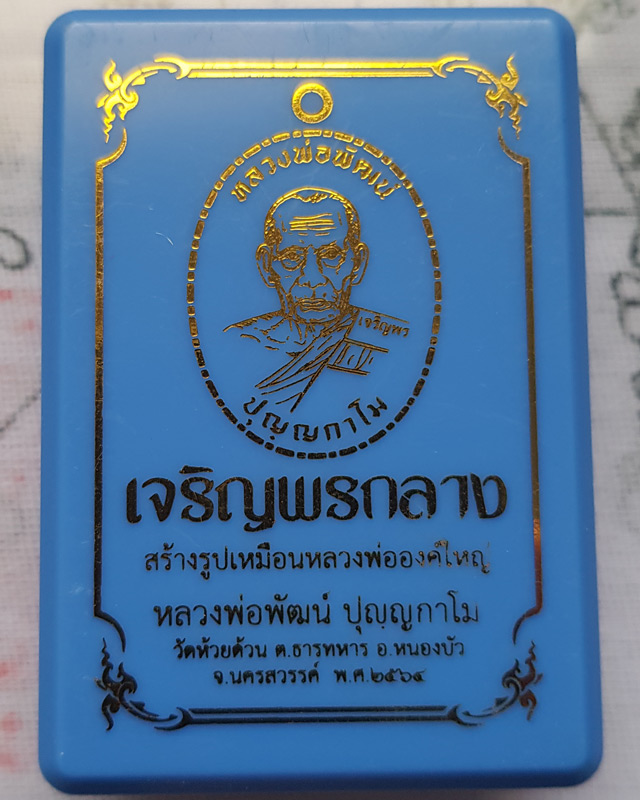 หลวงพ่อพัฒน์
เจริญพร
ปุญฺญกาโม
เจริญพรกลาง
สร้างรูปเหมือนหลวงพ่อองค์ใหญ่
หลวงพ่อพัฒน์ ปุญฺญกาโม
วัดห้วยด้วน ต.ธารทหาร อ.หนองบัว
จ.นครสวรรค์ พ.ศ.๒๕๖๔